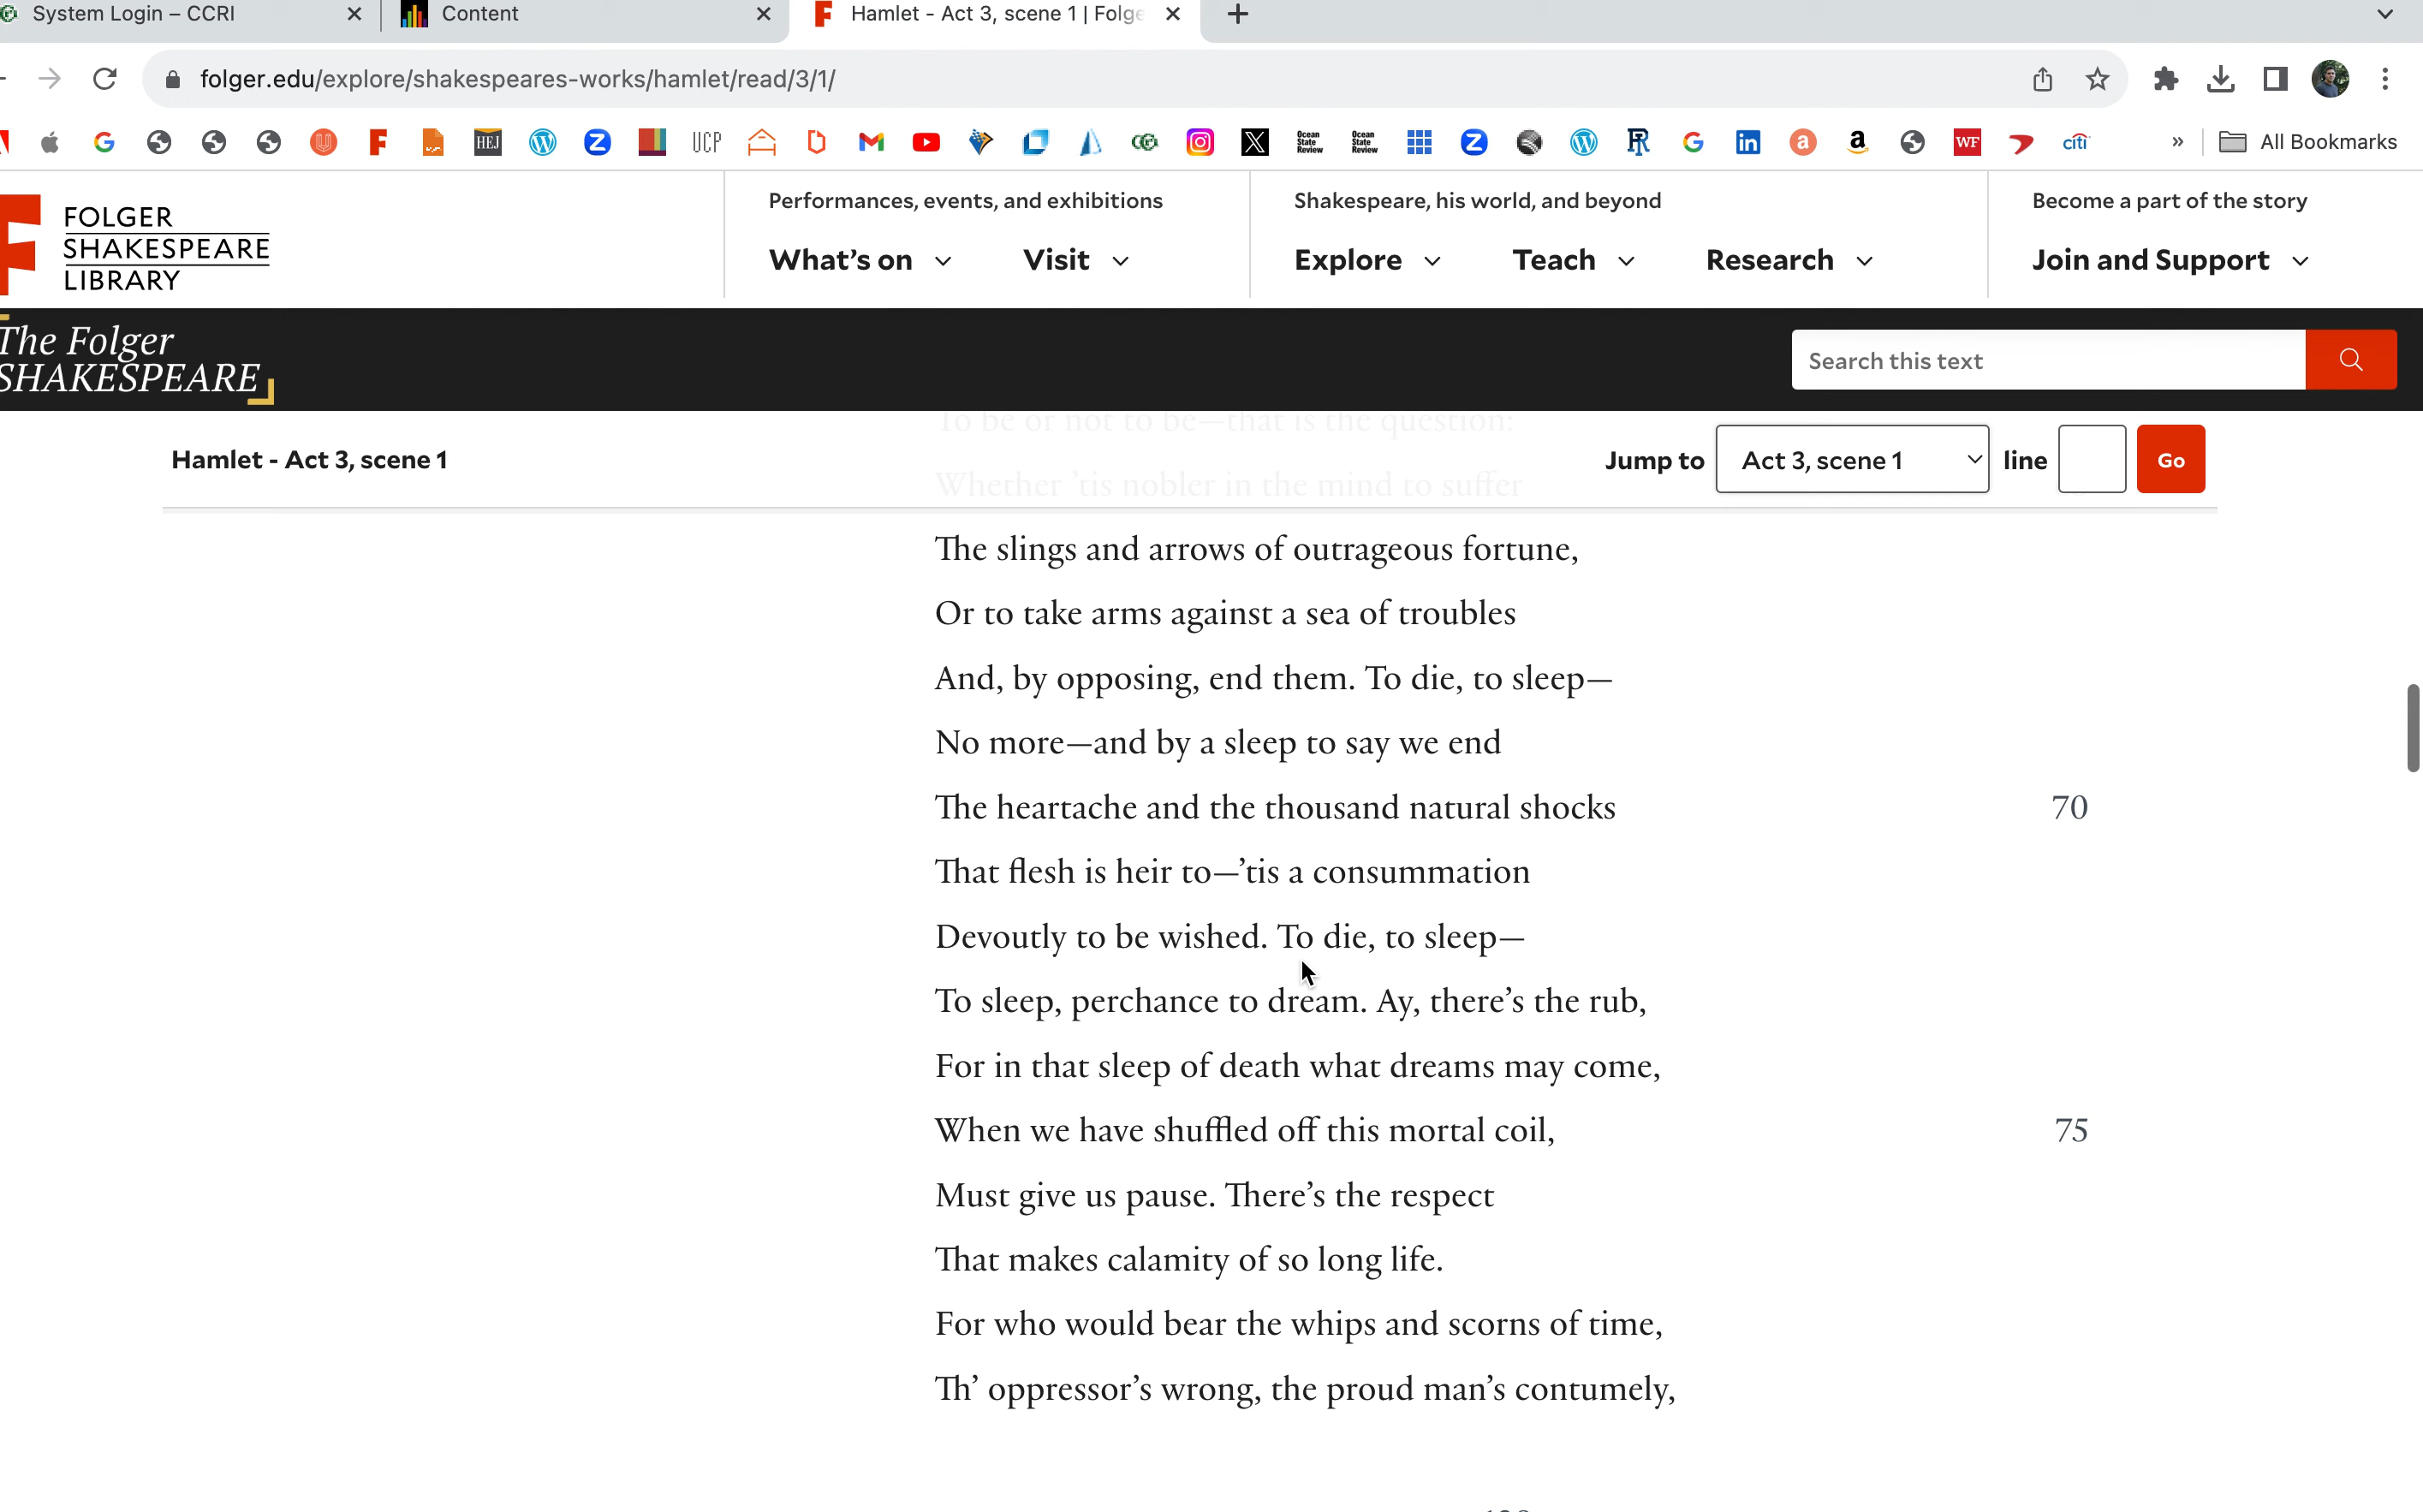 System Login – CCRI
Content
Hamlet - Act 3, scene 1 | Folge
folger.edu/explore/shakespeares-works/hamlet/read/3/1/
HEJ
UCP
Ocean State Review
Ocean State Review
WF
citi
»
All Bookmarks
FOLGER
SHAKESPEARE
LIBRARY
Performances, events, and exhibitions
What's on
Visit
Shakespeare, his world, and beyond
Explore
Teach
Research
Become a part of the story
Join and Support
The Folger
SHAKESPEARE
Search this text
To be or not to be—that is the question:
Hamlet - Act 3, scene 1
Jump to
Act 3, scene 1
line
Go
Whether ’tis nobler in the mind to suffer
The slings and arrows of outrageous fortune,
Or to take arms against a sea of troubles
And, by opposing, end them. To die, to sleep—
No more—and by a sleep to say we end
The heartache and the thousand natural shocks 70
That flesh is heir to—’tis a consummation
Devoutly to be wished. To die, to sleep—
To sleep, perchance to dream. Ay, there’s the rub,
For in that sleep of death what dreams may come,
When we have shuffled off this mortal coil, 75
Must give us pause. There’s the respect
That makes calamity of so long life.
For who would bear the whips and scorns of time,
Th’ oppressor’s wrong, the proud man’s contumely,